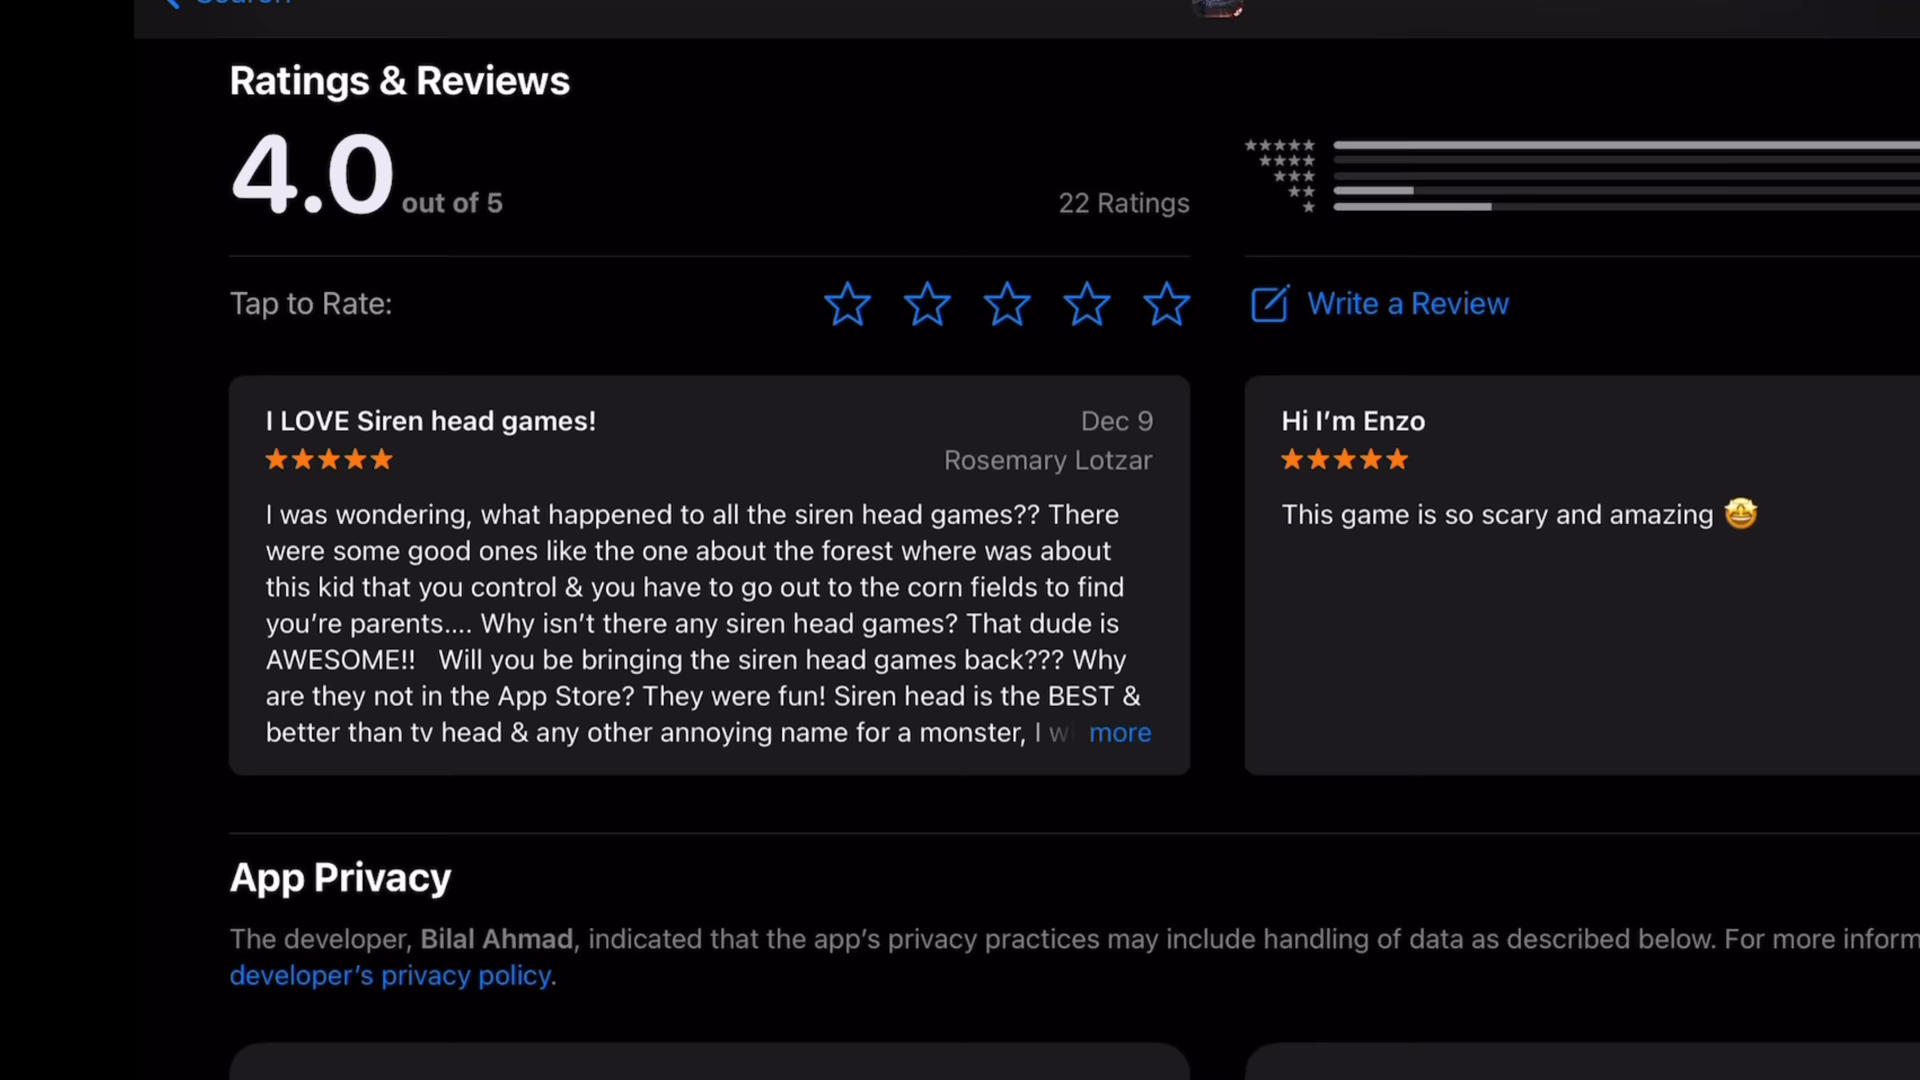 Search
Ratings & Reviews
4.0 out of 5
22 Ratings
Tap to Rate:
Write a Review
I LOVE Siren head games!
Dec 9
Rosemary Lotzar
I was wondering, what happened to all the siren head games?? There
were some good ones like the one about the forest where was about
this kid that you control & you have to go out to the corn fields to find
you’re parents.... Why isn’t there any siren head games? That dude is
AWESOME!!   Will you be bringing the siren head games back??? Why
are they not in the App Store? They were fun! Siren head is the BEST &
better than tv head & any other annoying name for a monster, I more
Hi I’m Enzo
This game is so scary and amazing 🤩
App Privacy
The developer, Bilal Ahmad, indicated that the app’s privacy practices may include handling of data as described below. For more
developer’s privacy policy.